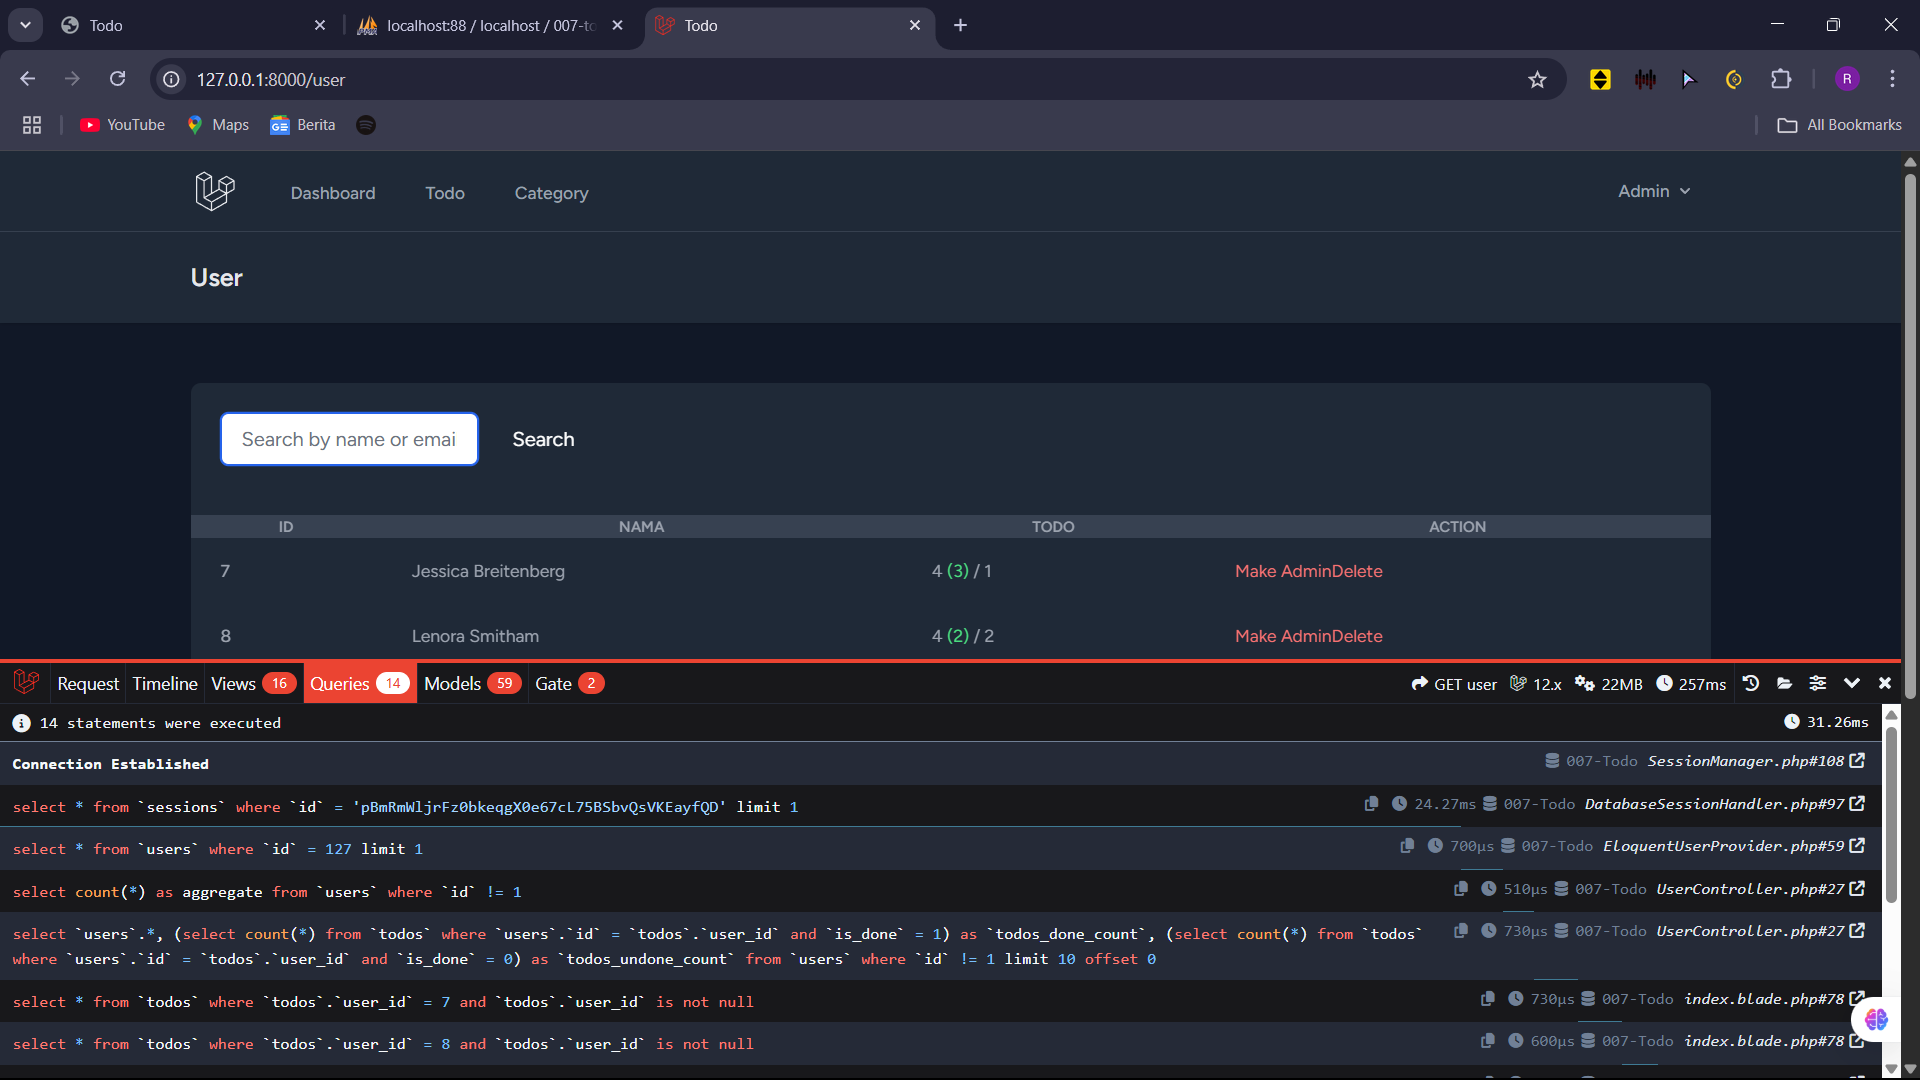 Todo
localhost:88 / localhost / 007-to
Todo
127.0.0.1:8000/user
R
YouTube
Maps
Berita
All Bookmarks
Dashboard
Todo
Category
Admin
User
Search by name or emai
Search
ID NAMA TODO ACTION
7 Jessica Breitenberg 4 (3) / 1 Make AdminDelete
8 Lenora Smitham 4 (2) / 2 Make AdminDelete
Request Timeline Views 16 Queries 14 Models 59 Gate 2 GET user 12.x 22MB 257ms
14 statements were executed 31.26ms
Connection Established 007-Todo SessionManager.php#108
select * from `sessions` where `id` = 'pBmRmWljrFz0bkeqgX0e67cL75BSbvQsVKEayfQD' limit 1 24.27ms 007-Todo DatabaseSessionHandler.php#97
select * from `users` where `id` = 127 limit 1 700μs 007-Todo EloquentUserProvider.php#59
select count(*) as aggregate from `users` where `id` != 1 510μs 007-Todo UserController.php#27
select `users`.*, (select count(*) from `todos` where `users`.`id` = `todos`.`user_id` and `is_done` = 1) as `todos_done_count`, (select count(*) from `todos` 730μs 007-Todo UserController.php#27
where `users`.`id` = `todos`.`user_id` and `is_done` = 0) as `todos_undone_count` from `users` where `id` != 1 limit 10 offset 0
select * from `todos` where `todos`.`user_id` = 7 and `todos`.`user_id` is not null 730μs 007-Todo index.blade.php#78
select * from `todos` where `todos`.`user_id` = 8 and `todos`.`user_id` is not null 600μs 007-Todo index.blade.php#78